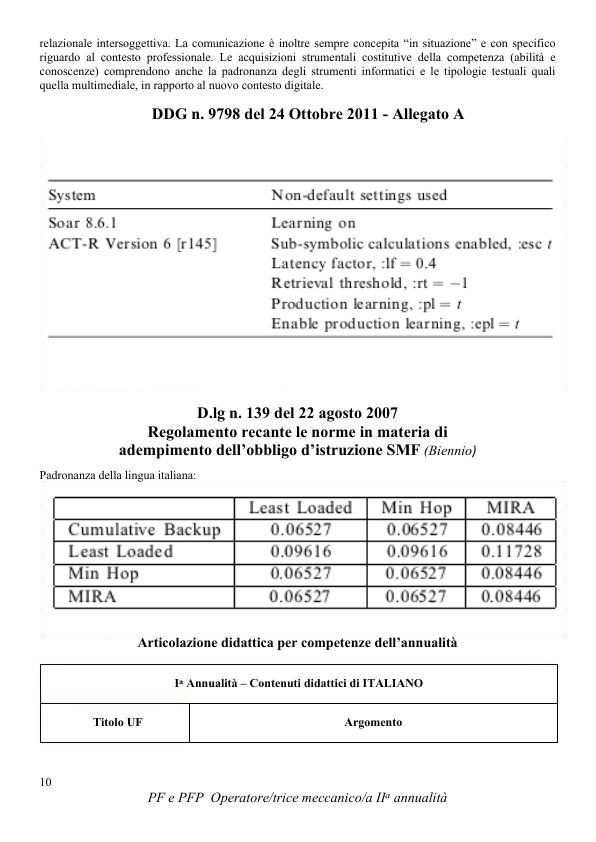 relazionale intersoggettiva. La comunicazione è inoltre sempre concepita “in situazione” e con specifico
riguardo al contesto professionale. Le acquisizioni strumentali costitutive della competenza (abilità e
conoscenze) comprendono anche la padronanza degli strumenti informatici e le tipologie testuali quali
quella multimediale, in rapporto al nuovo contesto digitale.
DDG n. 9798 del 24 Ottobre 2011 - Allegato A
System Non-default settings used
Soar 8.6.1 Learning on
ACT-R Version 6 [r145] Sub-symbolic calculations enabled, :esc t
Latency factor, :lf = 0.4
Retrieval threshold, :rt = −1
Production learning, :pl = t
Enable production learning, :epl = t
D.lg n. 139 del 22 agosto 2007
Regolamento recante le norme in materia di
adempimento dell’obbligo d’istruzione SMF (Biennio)
Padronanza della lingua italiana:
Least Loaded Min Hop MIRA
Cumulative Backup 0.06527 0.06527 0.08446
Least Loaded 0.09616 0.09616 0.11728
Min Hop 0.06527 0.06527 0.08446
MIRA 0.06527 0.06527 0.08446
Articolazione didattica per competenze dell’annualità
Iª Annualità – Contenuti didattici di ITALIANO
Titolo UF Argomento
10
PF e PFP Operatore/trice meccanico/a IIª annualità